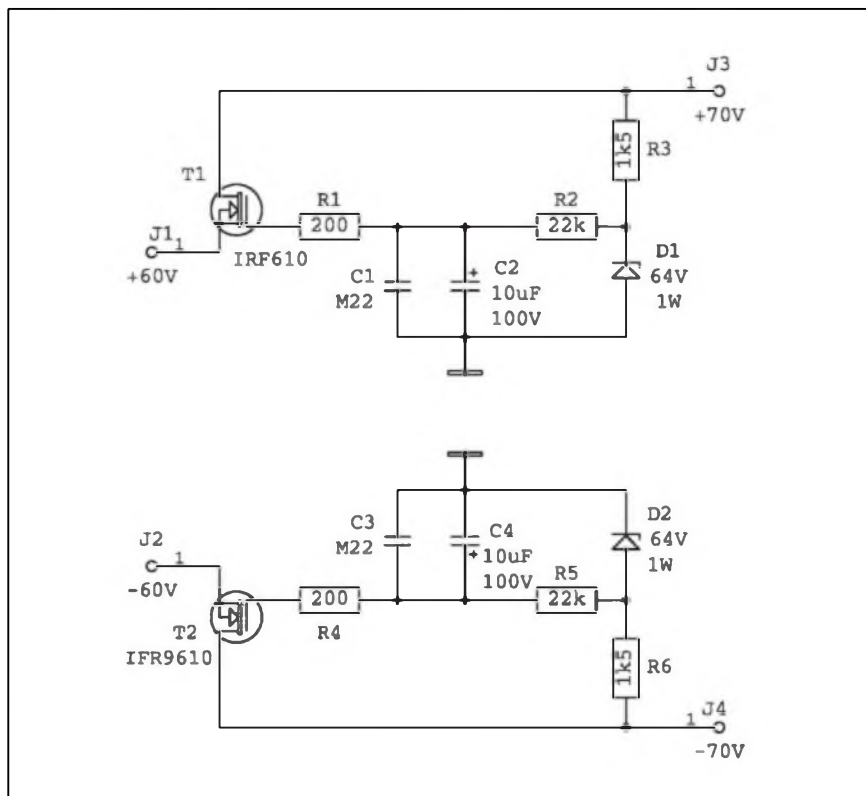 J3
1
+70V
1k5
R3
T1
R1
200
R2
22k
J1
1
+60V
IRF610
C1
M22
+
C2
10uF
100V
D1
64V
1W
C3
M22
C4
+
10uF
100V
D2
64V
1W
J2
1
-60V
R5
22k
200
R4
T2
IFR9610
1k5
R6
J4
1
-70V